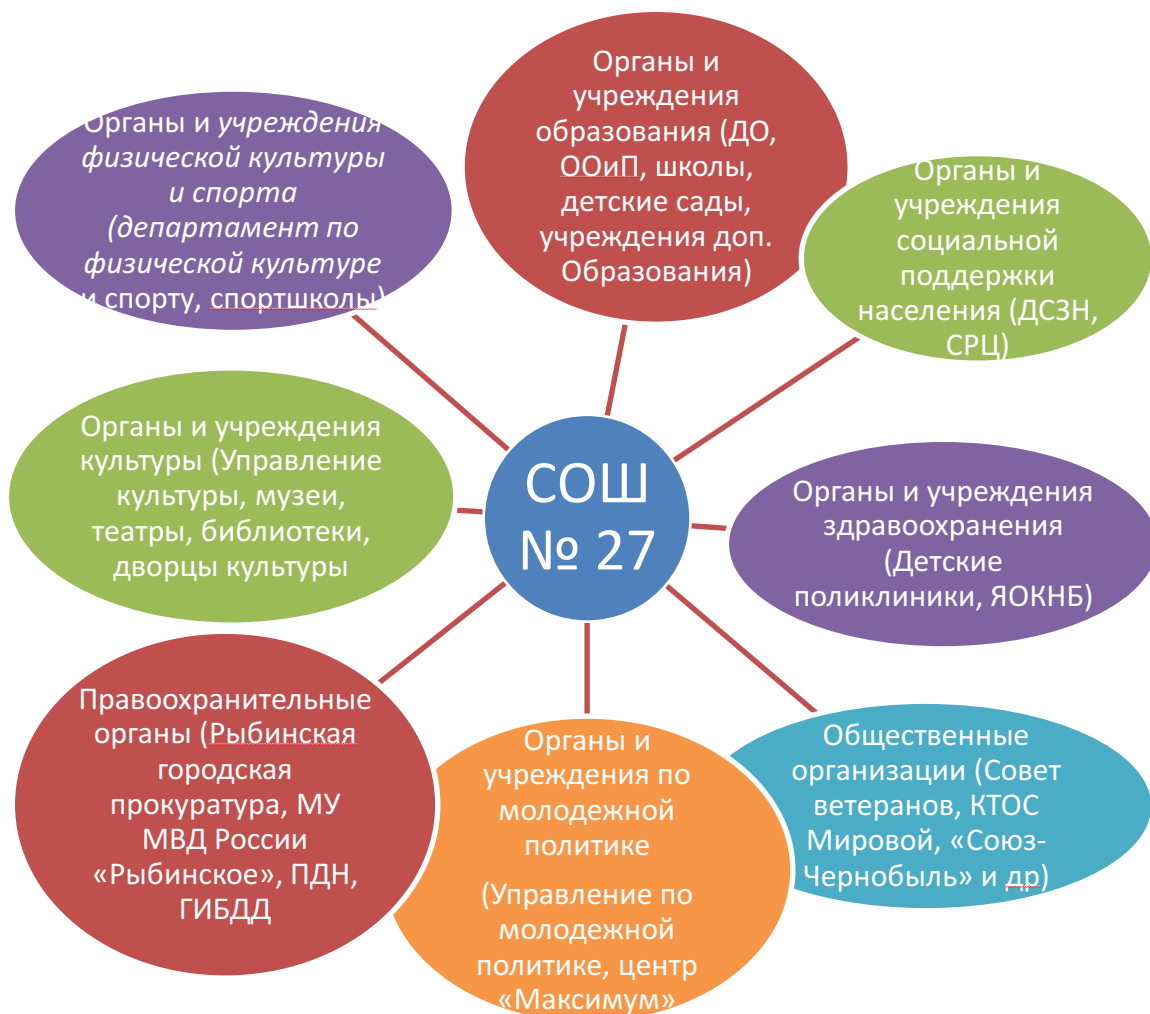 Органы и
учреждения
образования (ДО,
ООиП, школы,
детские сады,
учреждения доп.
Образования)
Органы и
учреждения
социальной
поддержки
населения (ДСЗН,
СРЦ)
Органы и учреждения
здравоохранения
(Детские
поликлиники, ЯОКНБ)
Общественные
организации (Совет
ветеранов, КТОС
Мировой, «Союз-
Чернобыль» и др)
Органы и
учреждения по
молодежной
политике
(Управление по
молодежной
политике, центр
«Максимум»
Правоохранительные
органы (Рыбинская
городская
прокуратура, МУ
МВД России
«Рыбинское», ПДН,
ГИБДД
Органы и учреждения
культуры (Управление
культуры, музеи,
театры, библиотеки,
дворцы культуры
Органы и учреждения
физической культуры
и спорта
(департамент по
физической культуре
и спорту, спортшколы)
СОШ
№ 27